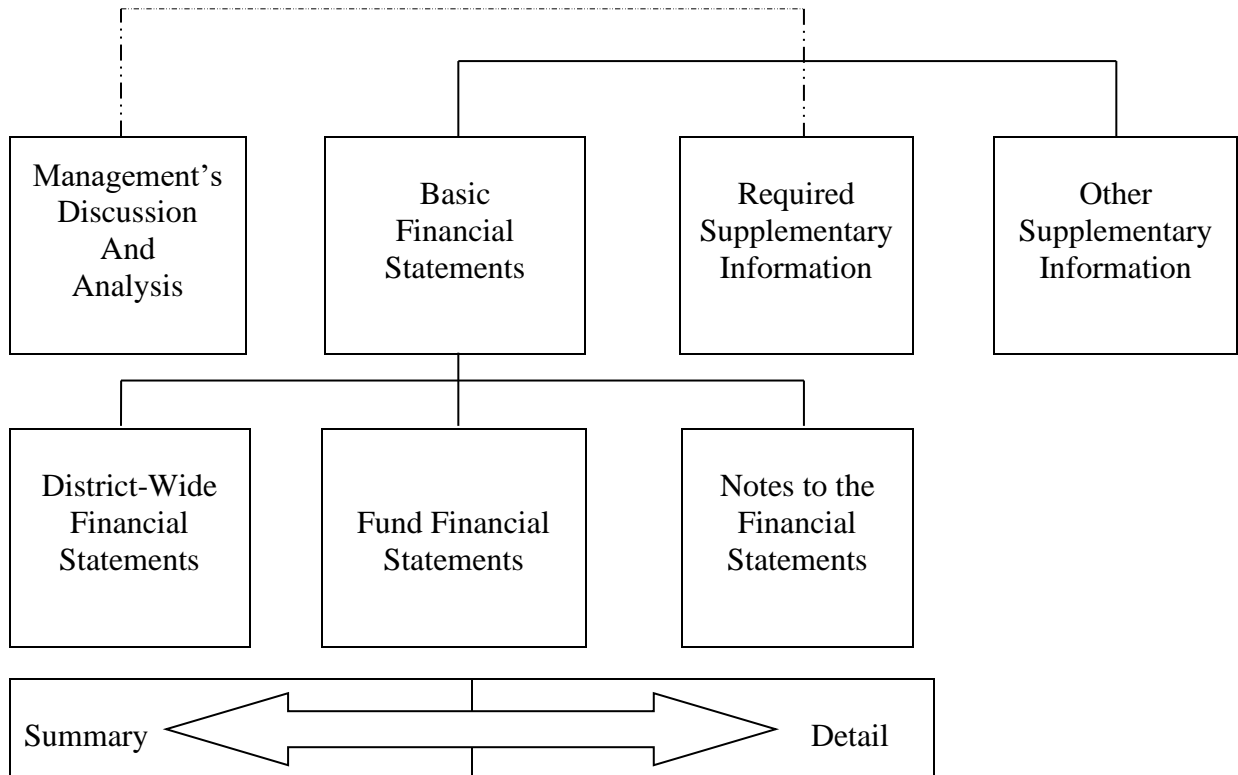 Management’s
Discussion
And
Analysis
Basic
Financial
Statements
Required
Supplementary
Information
Other
Supplementary
Information
District-Wide
Financial
Statements
Fund Financial
Statements
Notes to the
Financial
Statements
Summary
Detail